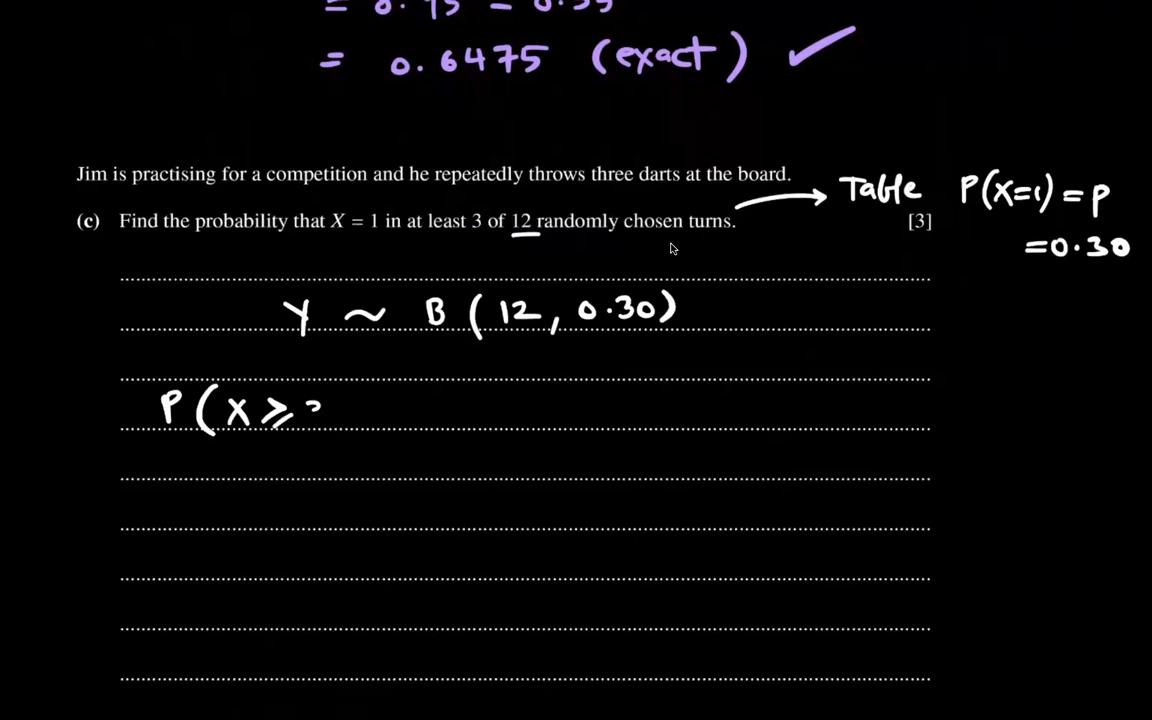 = 0.6475 (exact) ✓
Jim is practising for a competition and he repeatedly throws three darts at the board.
(c) Find the probability that X = 1 in at least 3 of 12 randomly chosen turns. [3]
Table P(X=1) = P
=0.30
Y ~ B (12, 0.30)
P(X ≥